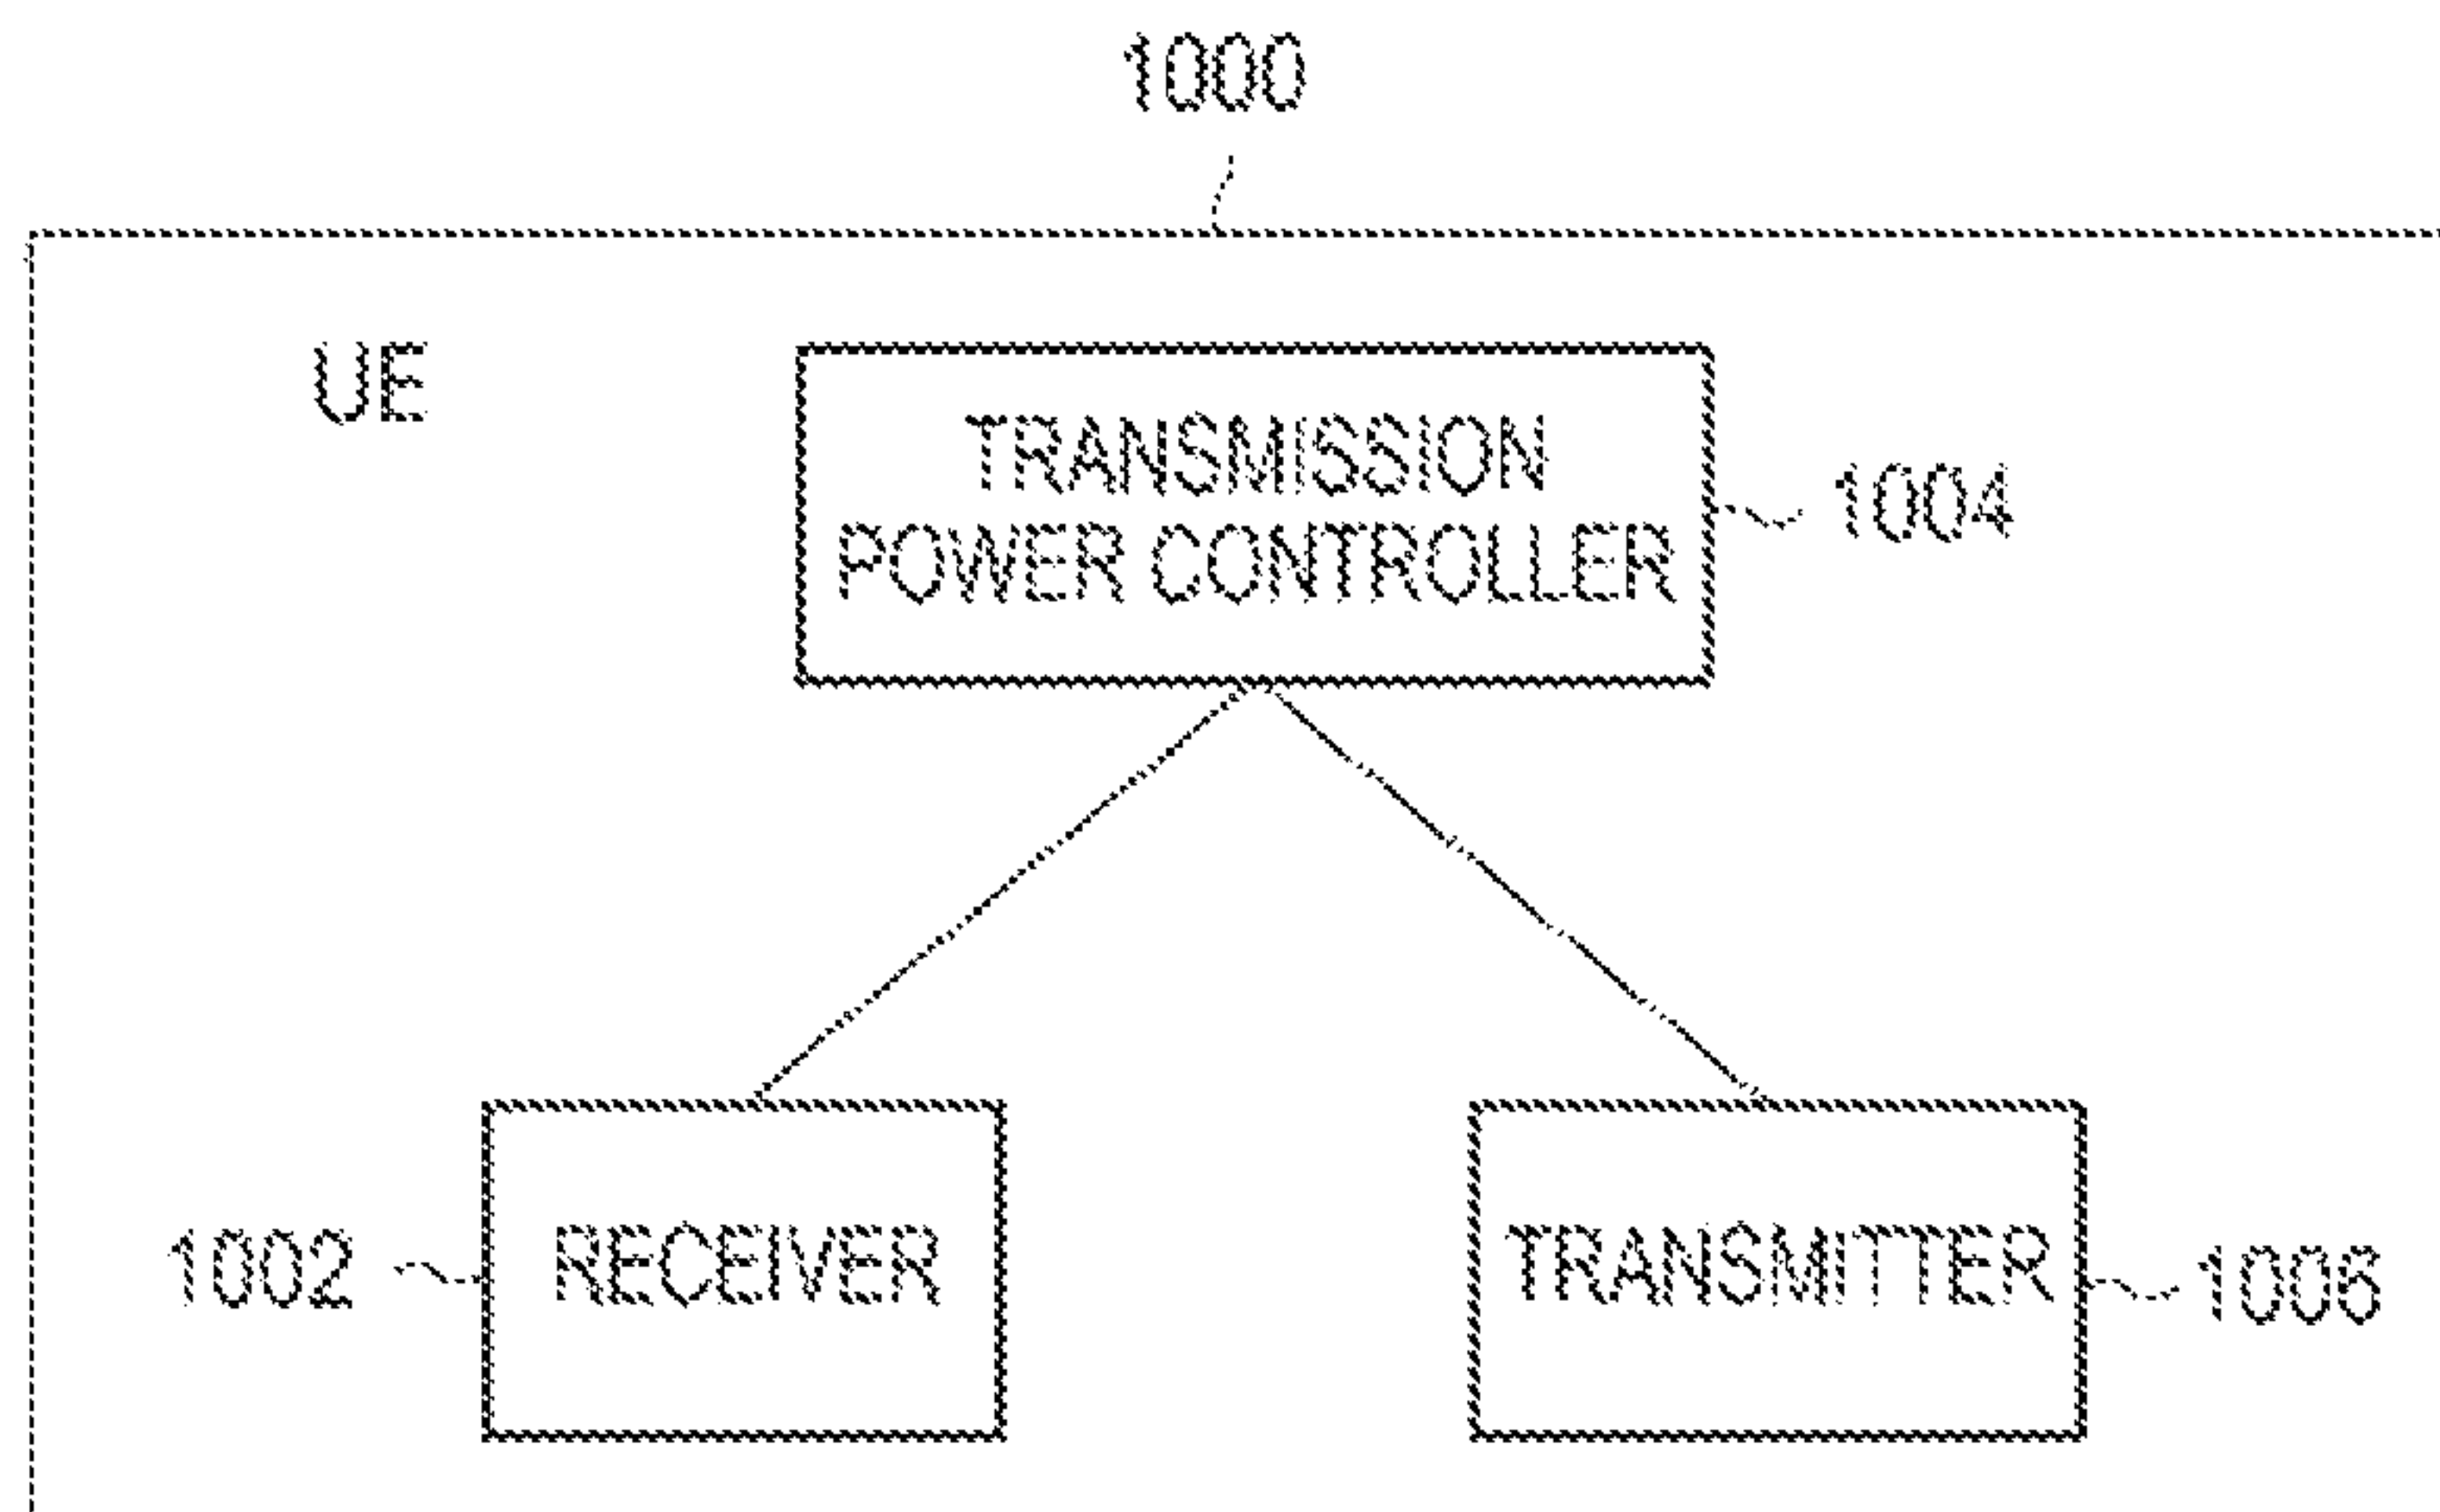 1000
UE
TRANSMISSION
POWER CONTROLLER
1004
1002
RECEIVER
TRANSMITTER
1006